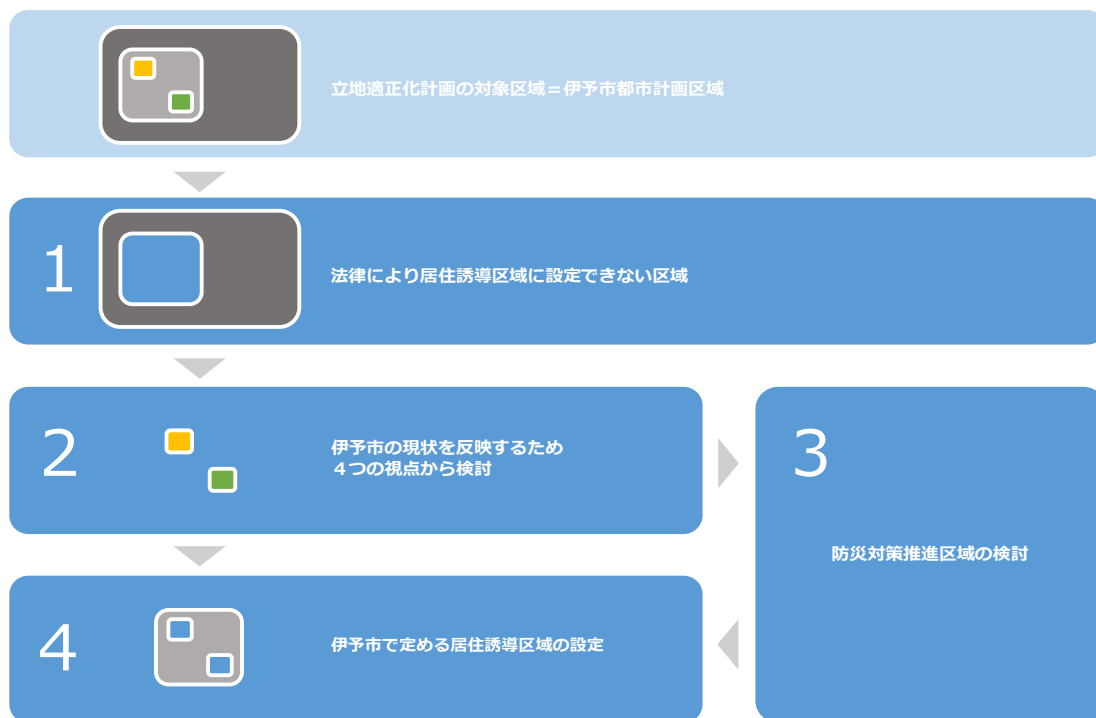 立地適正化計画の対象区域＝伊予市都市計画区域
1
法律により居住誘導区域に設定できない区域
2
伊予市の現状を反映するため
４つの視点から検討
3
防災対策推進区域の検討
4
伊予市で定める居住誘導区域の設定